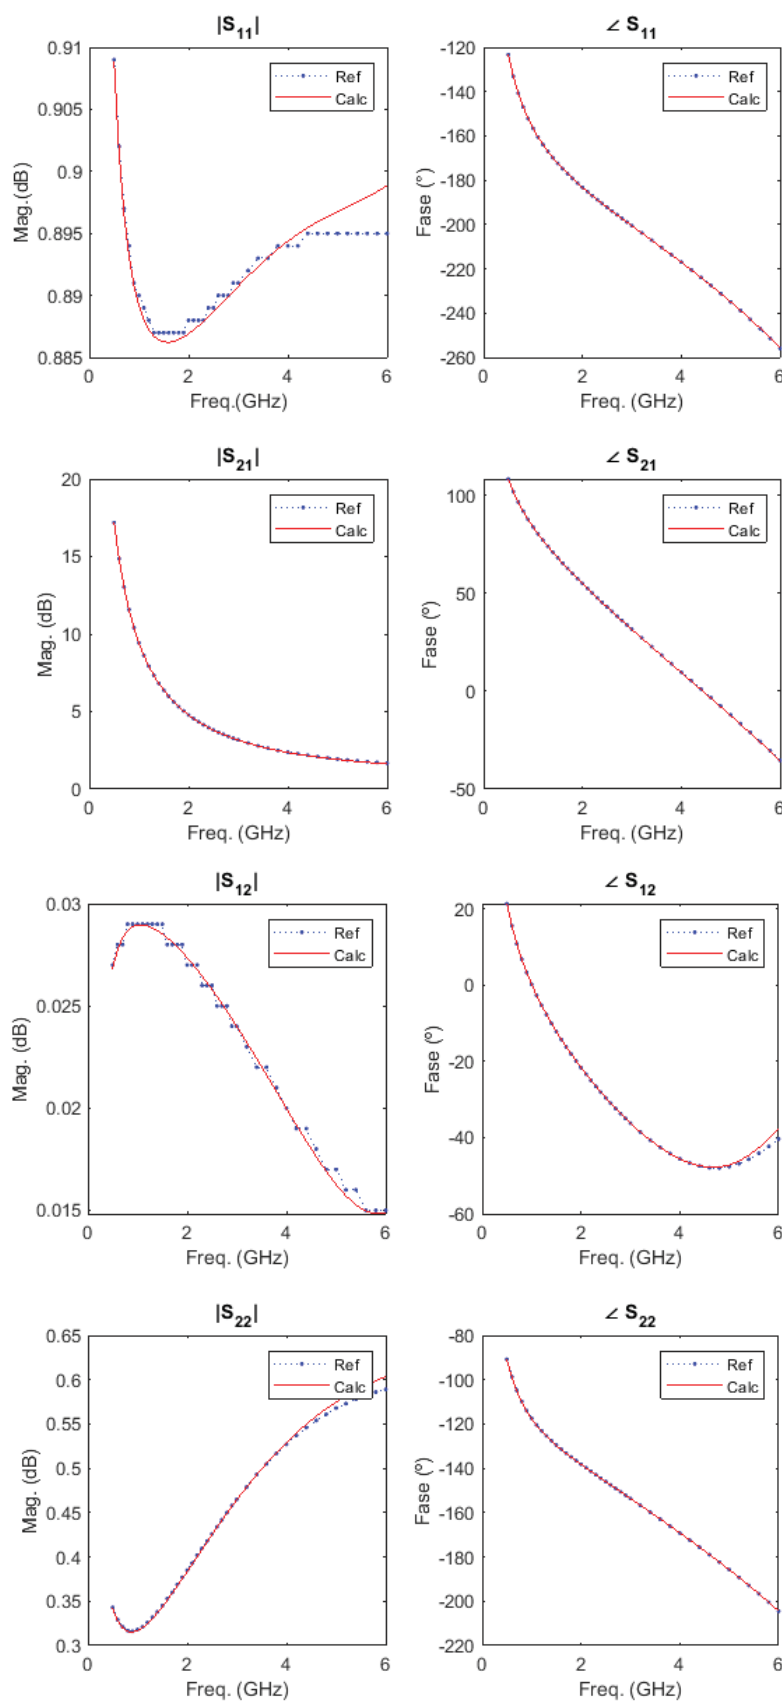 |S11|
0.91
0.905
0.9
0.895
0.89
0.885
Mag.(dB)
0 2 4 6
Freq.(GHz)
Ref
Calc
∠ S11
-120
-140
-160
-180
-200
-220
-240
-260
Fase (º)
0 2 4 6
Freq. (GHz)
Ref
Calc
|S21|
20
15
10
5
0
Mag. (dB)
0 2 4 6
Freq. (GHz)
Ref
Calc
∠ S21
100
50
0
-50
Fase (º)
0 2 4 6
Freq. (GHz)
Ref
Calc
|S12|
0.03
0.025
0.02
0.015
Mag. (dB)
0 2 4 6
Freq. (GHz)
Ref
Calc
∠ S12
20
0
-20
-40
-60
Fase (º)
0 2 4 6
Freq. (GHz)
Ref
Calc
|S22|
0.65
0.6
0.55
0.5
0.45
0.4
0.35
0.3
Mag. (dB)
0 2 4 6
Freq. (GHz)
Ref
Calc
∠ S22
-80
-100
-120
-140
-160
-180
-200
-220
Fase (º)
0 2 4 6
Freq. (GHz)
Ref
Calc